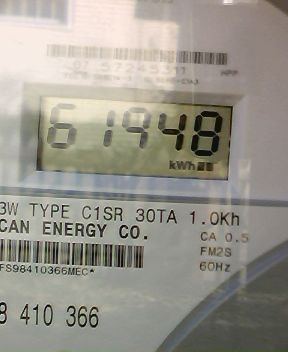 61948
kWh
3W TYPE C1SR 30TA 1.0Kh
CAN ENERGY CO.
CA 0.5
FM2S
60Hz
FS98410366MEC*
8 410 366